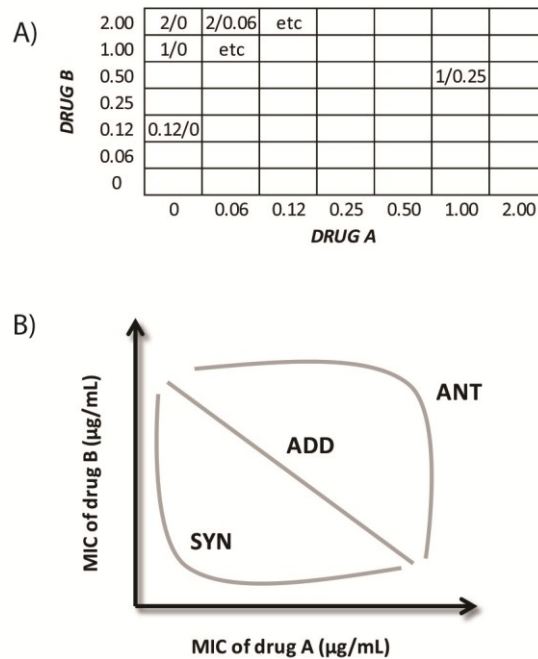 A)
DRUG B
2.00 2/0 2/0.06 etc
1.00 1/0 etc
0.50 1/0.25
0.25
0.12 0.12/0
0.06
0
0 0.06 0.12 0.25 0.50 1.00 2.00
DRUG A
B)
MIC of drug B (µg/mL)
ANT
ADD
SYN
MIC of drug A (µg/mL)